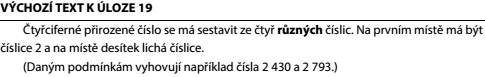 VÝCHOZÍ TEXT K ÚLOZE 19
Čtyřciferné přirozené číslo se má sestavit ze čtyř různých číslic. Na prvním místě má být
číslice 2 a na místě desítek lichá číslice.
(Daným podmínkám vyhovují například čísla 2 430 a 2 793.)